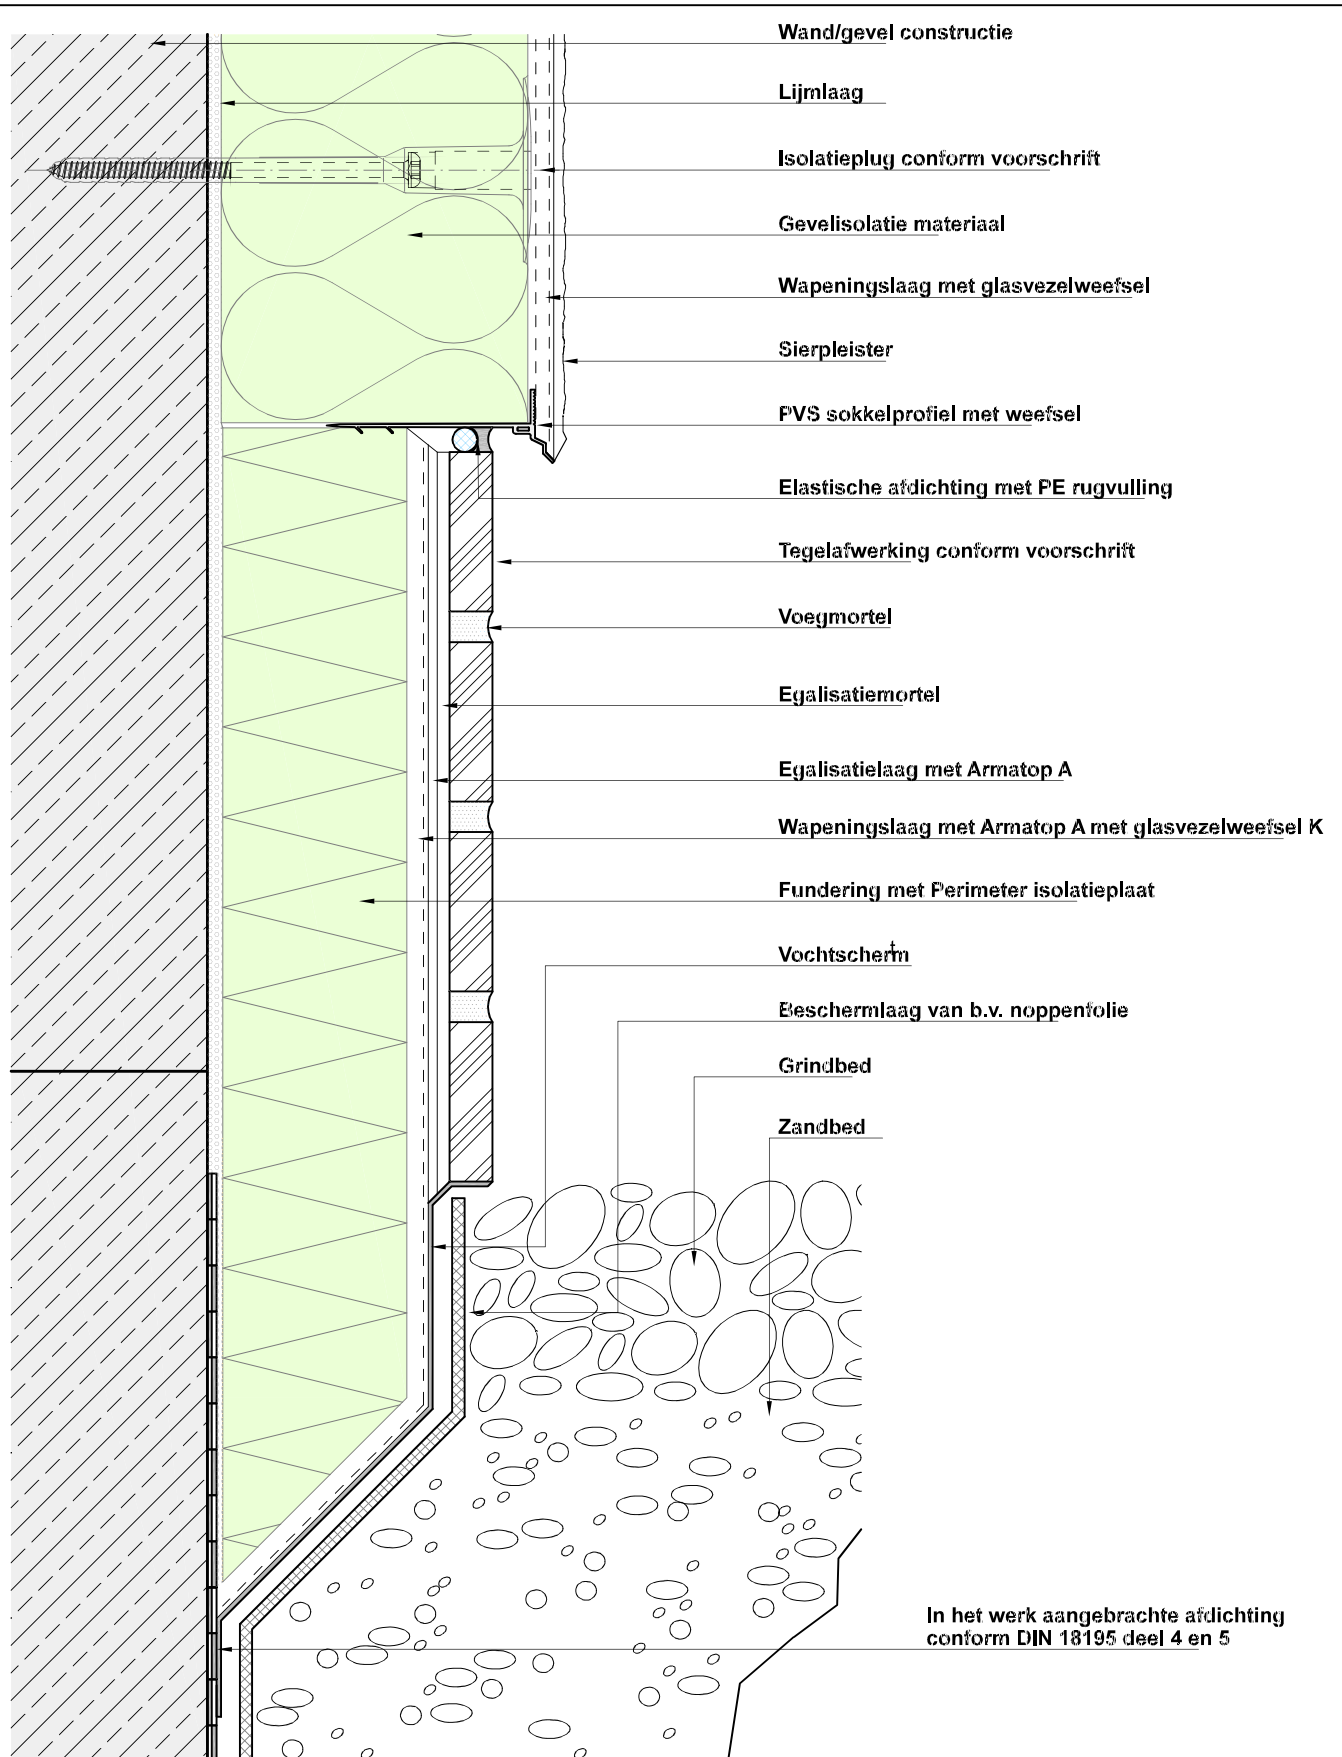 Wand/gevel constructie
Lijmlaag
Isolatieplug conform voorschrift
Gevelisolatie materiaal
Wapeningslaag met glasvezelweefsel
Sierpleister
PVS sokkelprofiel met weefsel
Elastische afdichting met PE rugvulling
Tegelafwerking conform voorschrift
Voegmortel
Egalisatiemortel
Egalisatielaag met Armatop A
Wapeningslaag met Armatop A met glasvezelweefsel K
Fundering met Perimeter isolatieplaat
Vochtscherm
Beschermlaag van b.v. noppenfolie
Grindbed
Zandbed
In het werk aangebrachte afdichting
conform DIN 18195 deel 4 en 5